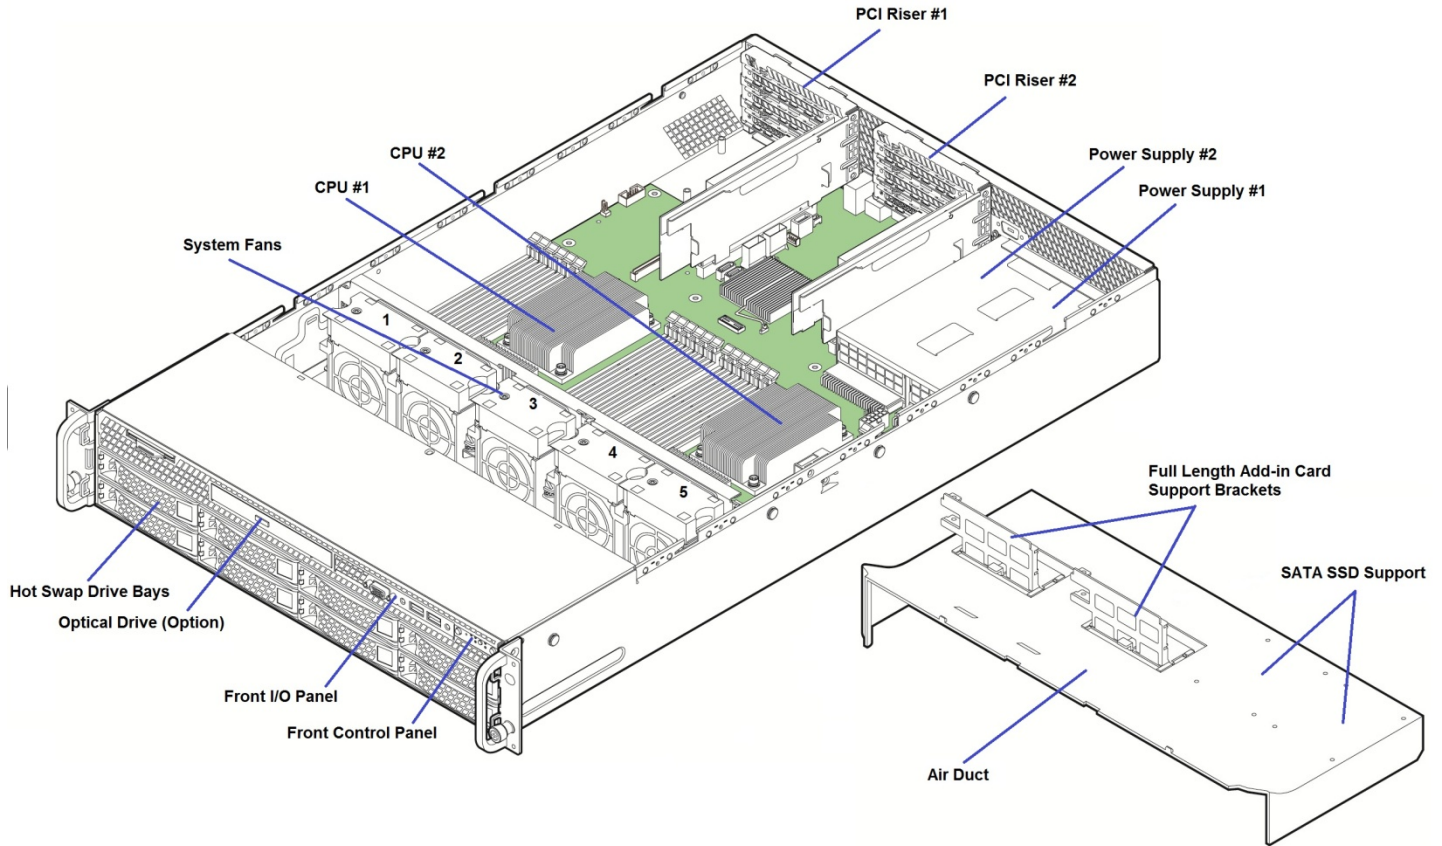 PCI Riser #1
PCI Riser #2
CPU #2
Power Supply #2
CPU #1
Power Supply #1
System Fans
1
2
3
4
5
Full Length Add-in Card
Support Brackets
SATA SSD Support
Hot Swap Drive Bays
Optical Drive (Option)
Front I/O Panel
Front Control Panel
Air Duct